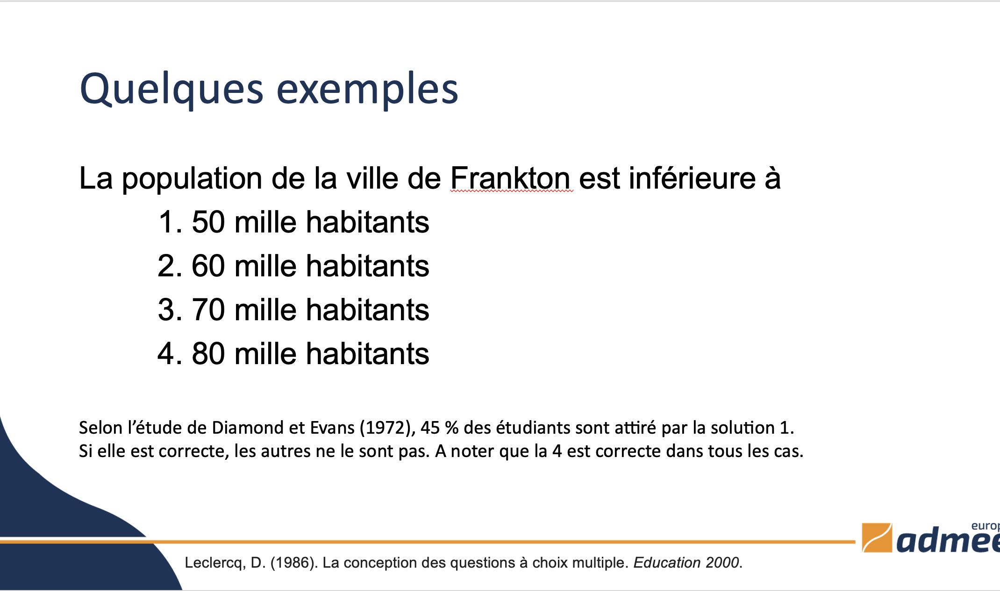 Quelques exemples
La population de la ville de Frankton est inférieure à
1. 50 mille habitants
2. 60 mille habitants
3. 70 mille habitants
4. 80 mille habitants
Selon l’étude de Diamond et Evans (1972), 45 % des étudiants sont attiré par la solution 1.
Si elle est correcte, les autres ne le sont pas. A noter que la 4 est correcte dans tous les cas.
europ
admee
Leclercq, D. (1986). La conception des questions à choix multiple. Education 2000.